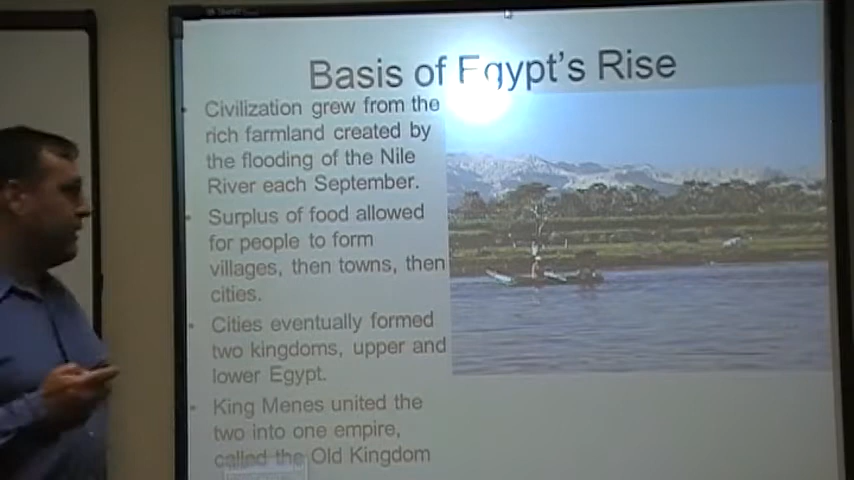 Basis of Egypt's Rise
Civilization grew from the
rich farmland created by
the flooding of the Nile
River each September.
Surplus of food allowed
for people to form
villages, then towns, then
cities.
Cities eventually formed
two kingdoms, upper and
lower Egypt.
King Menes united the
two into one empire,
called the Old Kingdom